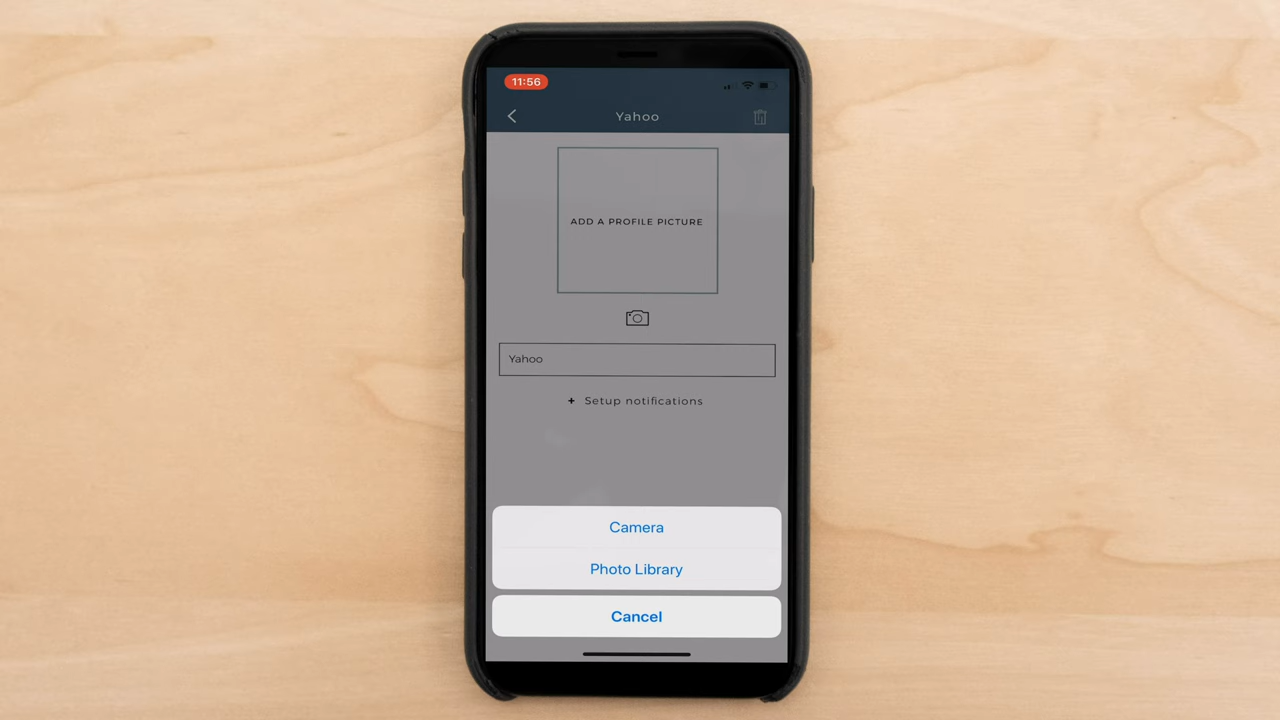 11:56
Yahoo
ADD A PROFILE PICTURE
Yahoo
+ Setup notifications
Camera
Photo Library
Cancel